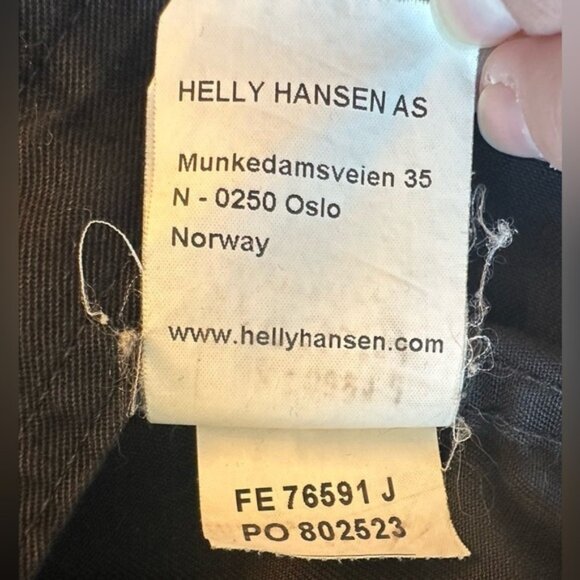 HELLY HANSEN AS
Munkedamsveien 35
N - 0250 Oslo
Norway
www.hellyhansen.com
FE 76591 J
PO 802523